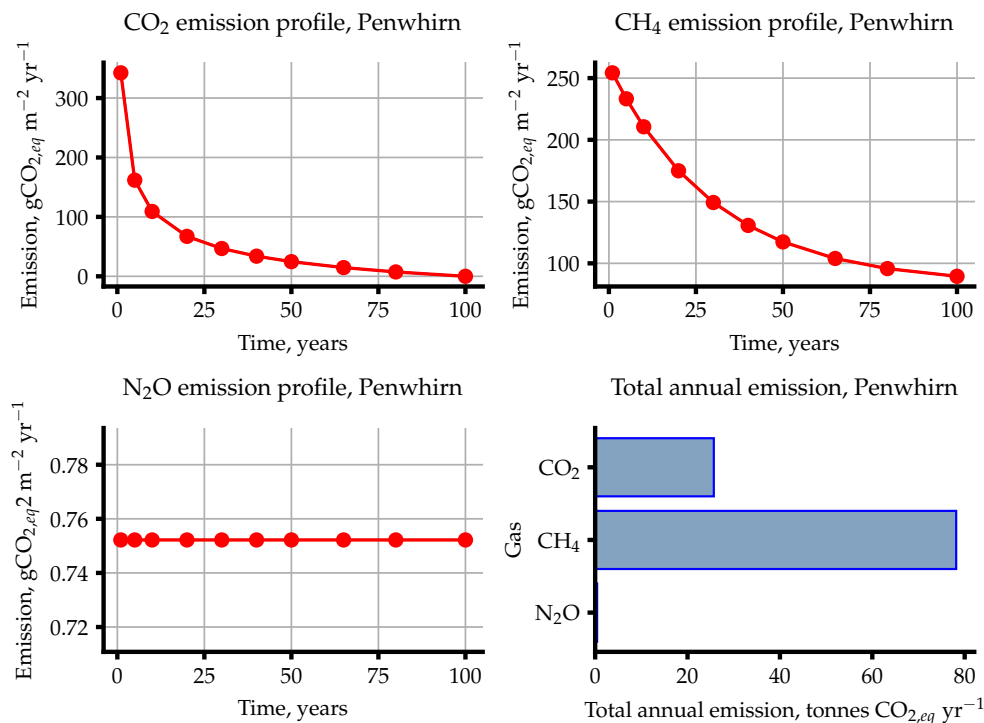 CO₂ emission profile, Penwhirn
Emission, gCO₂,eq m⁻² yr⁻¹
300
200
100
0
0 25 50 75 100
Time, years
CH₄ emission profile, Penwhirn
Emission, gCO₂,eq m⁻² yr⁻¹
250
200
150
100
0 25 50 75 100
Time, years
N₂O emission profile, Penwhirn
Emission, gCO₂,eq2 m⁻² yr⁻¹
0.78
0.76
0.74
0.72
0 25 50 75 100
Time, years
Total annual emission, Penwhirn
Gas
CO₂
CH₄
N₂O
0 20 40 60 80
Total annual emission, tonnes CO₂,eq yr⁻¹